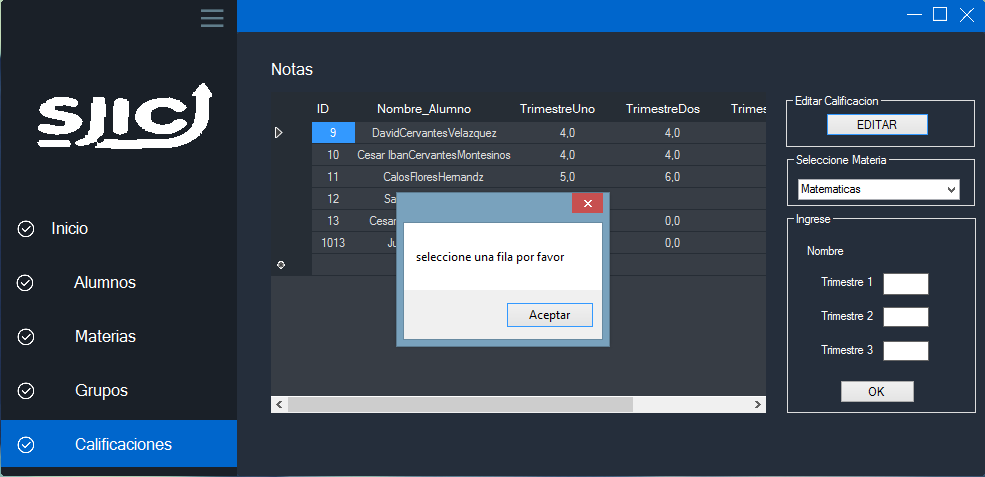 SJIC
Inicio
Alumnos
Materias
Grupos
Calificaciones
Notas
ID Nombre_Alumno TrimestreUno TrimestreDos Trimes
9 DavidCervantesVelazquez 4,0 4,0
10 Cesar IbanCervantesMontesinos 4,0 4,0
11 CalosFloresHernandz 5,0 6,0
12 Sa
13 Cesar 0,0
1013 Ju 0,0
seleccione una fila por favor
Aceptar
Editar Calificacion
EDITAR
Seleccione Materia
Matematicas
Ingrese
Nombre
Trimestre 1
Trimestre 2
Trimestre 3
OK